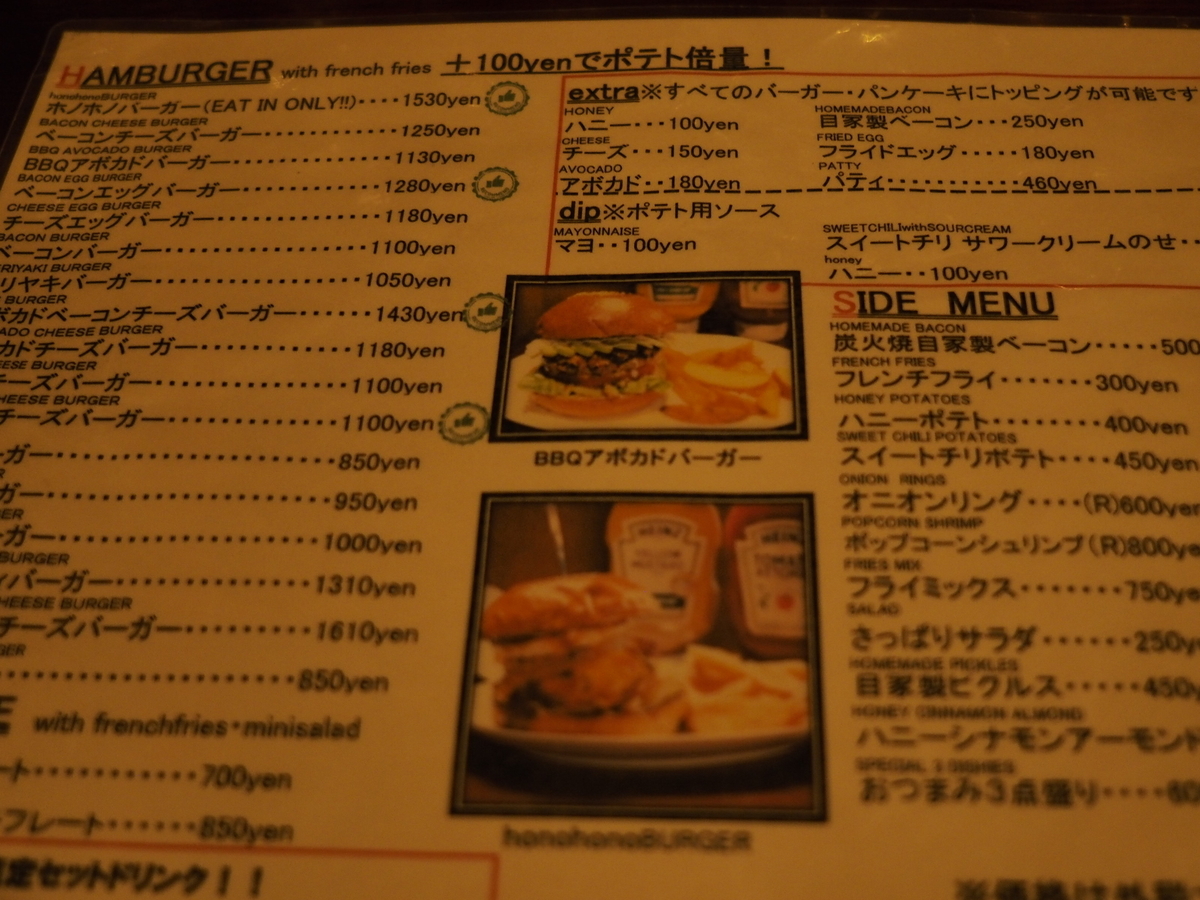 HAMBURGER with french fries ＋100yenでポテト倍量！
honohonoBURGER
ホノホノバーガー(EAT IN ONLY!!)････1530yen
BACON CHEESE BURGER
ベーコンチーズバーガー･･･････････1250yen
BBQ AVOCADO BURGER
BBQアボカドバーガー･････････････1130yen
BACON EGG BURGER
ベーコンエッグバーガー･･･････････1280yen
CHEESE EGG BURGER
チーズエッグバーガー････････････1180yen
BACON BURGER
ベーコンバーガー･･･････････････1100yen
ERIYAKI BURGER
リヤキバーガー････････････････1050yen
BURGER
ボカドベーコンチーズバーガー･･･････1430yen
ADO CHEESE BURGER
カドチーズバーガー････････････1180yen
EESE BURGER
チーズバーガー･･････････････1100yen
CHEESE BURGER
チーズバーガー･･････････････1100yen
ガー･･････････････････････850yen
ガー･･････････････････････950yen
ガー･････････････････････1000yen
BURGER
バーガー･･････････････････1310yen
CHEESE BURGER
チーズバーガー･･････････1610yen
･････････････････････850yen
with frenchfries・minisalad
ート････････････700yen
プレート･･･････850yen
定セットドリンク！！
extra※すべてのバーガー・パンケーキにトッピングが可能です
HONEY
ハニー･･･100yen
CHEESE
チーズ･･･150yen
AVOCADO
アボカド･･180yen
HOMEMADEBACON
自家製ベーコン･･･250yen
FRIED EGG
フライドエッグ･････180yen
PATTY
パティ･･････････460yen
dip※ポテト用ソース
MAYONNAISE
マヨ･･100yen
SWEETCHILIwithSOURCREAM
スイートチリ サワークリームのせ･･
honey
ハニー･･100yen
BBQアボカドバーガー
HEINZ
HEINZ
honohonoBURGER
SIDE MENU
HOMEMADE BACON
炭火焼自家製ベーコン･････500
FRENCH FRIES
フレンチフライ･･･････300yen
HONEY POTATOES
ハニーポテト････････400yen
SWEET CHILI POTATOES
スイートチリポテト････450yen
ONION RINGS
オニオンリング････(R)600yen
POPCORN SHRIMP
ポップコーンシュリンプ(R)800ye
FRIES MIX
フライミックス･･･････750ye
SALAD
さっぱりサラダ･･････250y
HOMEMADE PICKLES
自家製ピクルス･････450
HONEY CINNAMON ALMOND
ハニーシナモンアーモンド
SPECIAL 3 DISHES
おつまみ３点盛り････